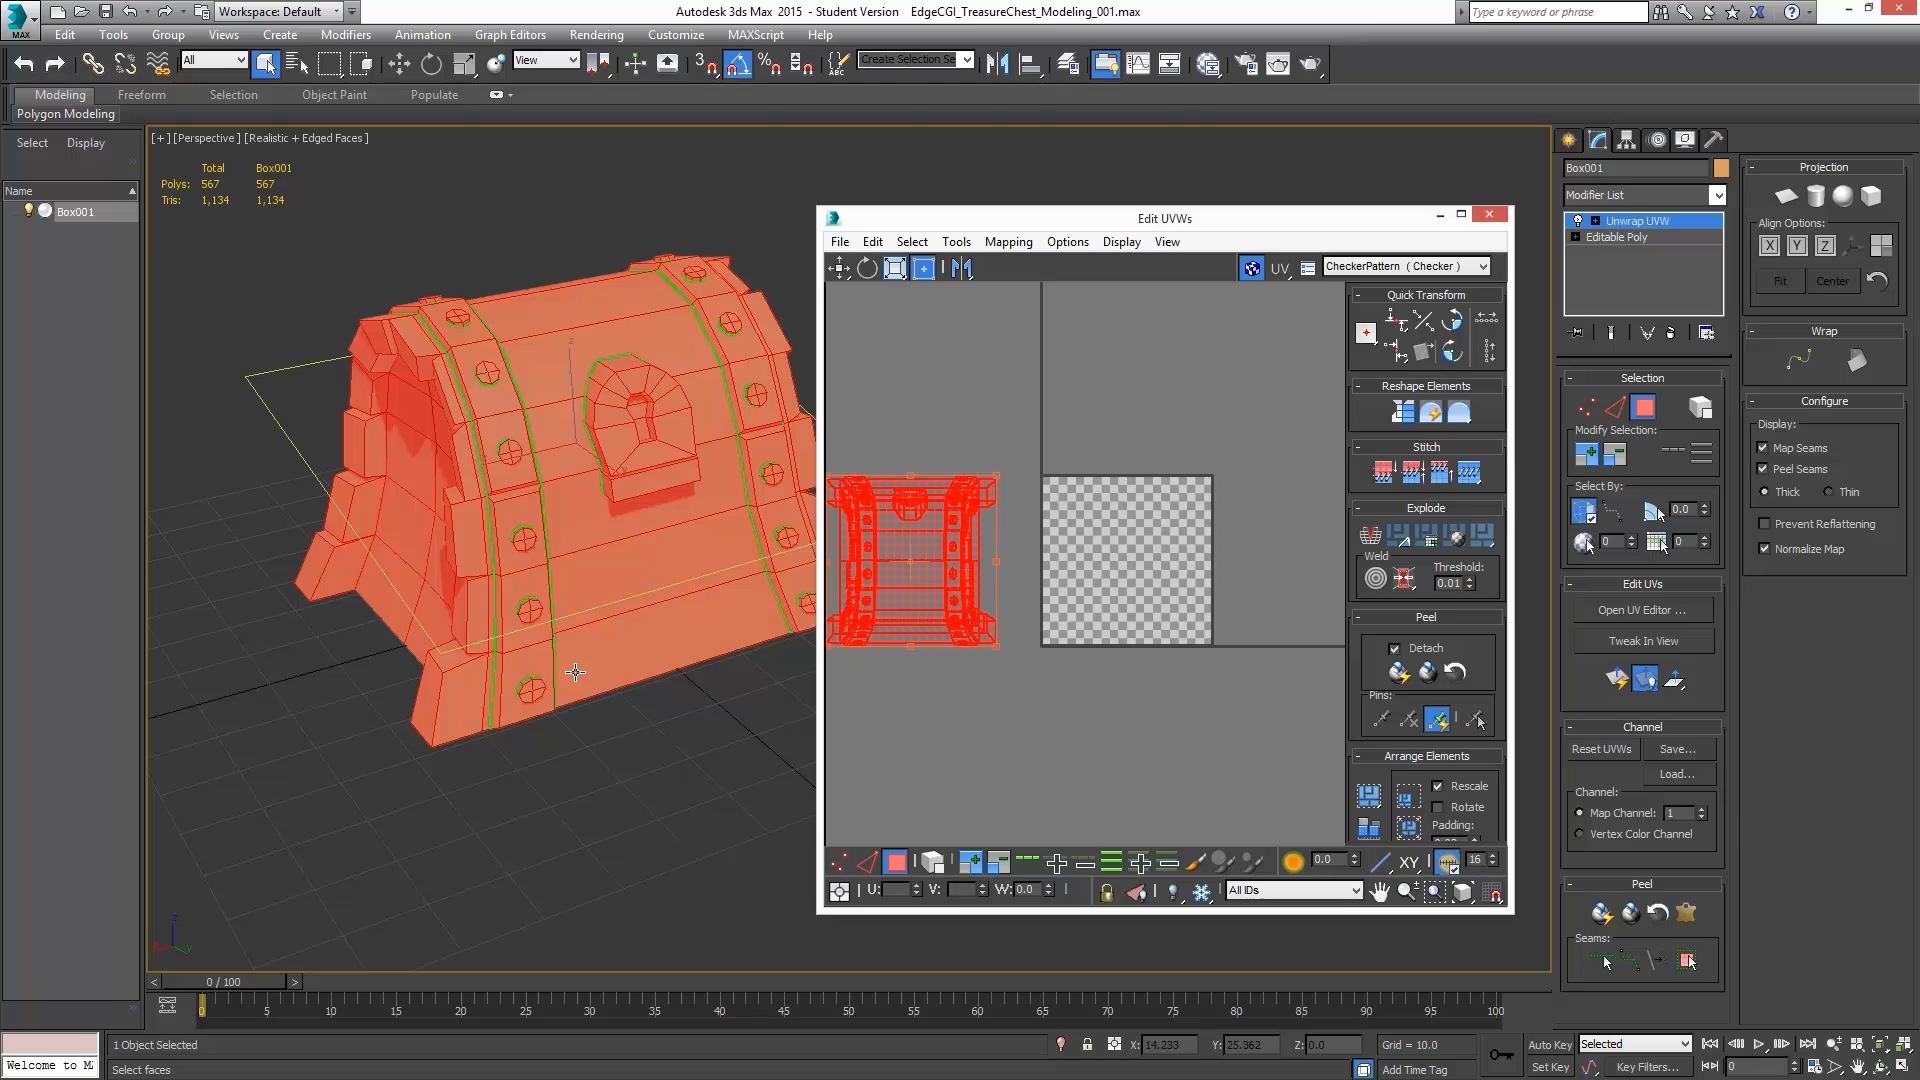 MAX
Workspace: Default
Autodesk 3ds Max 2015 - Student Version EdgeCGI_TreasureChest_Modeling_001.max
Type a keyword or phrase
Edit Tools Group Views Create Modifiers Animation Graph Editors Rendering Customize MAXScript Help
All
View
3
ABC
Create Selection Se
Modeling Freeform Selection Object Paint Populate
Polygon Modeling
Select Display
Name
Box001
[+] [Perspective] [Realistic + Edged Faces]
Total Box001
Polys: 567 567
Tris: 1,134 1,134
Edit UVWs
File Edit Select Tools Mapping Options Display View
UV
CheckerPattern ( Checker )
Quick Transform
Reshape Elements
Stitch
Explode
Weld
Threshold:
0.01
Peel
Detach
Pins:
Arrange Elements
Rescale
Rotate
Padding:
0.0
XY
16
U: V: W: 0.0
All IDs
Box001
Modifier List
Unwrap UVW
Editable Poly
Selection
Modify Selection:
Select By:
0.0
0 0
Edit UVs
Open UV Editor ...
Tweak In View
Channel
Reset UVWs Save...
Load...
Channel:
Map Channel: 1
Vertex Color Channel
Peel
Seams:
Projection
Align Options:
X Y Z
Fit Center
Wrap
Configure
Display:
Map Seams
Peel Seams
Thick Thin
Prevent Reflattening
Normalize Map
z
y
< 0 / 100 >
0 5 10 15 20 25 30 35 40 45 50 55 60 65 70 75 80 85 90 95 100
1 Object Selected
X: 14.233 Y: 25.362 Z: 0.0 Grid = 10.0
Auto Key Selected
Welcome to M
Select faces
Add Time Tag
Set Key Key Filters...
0